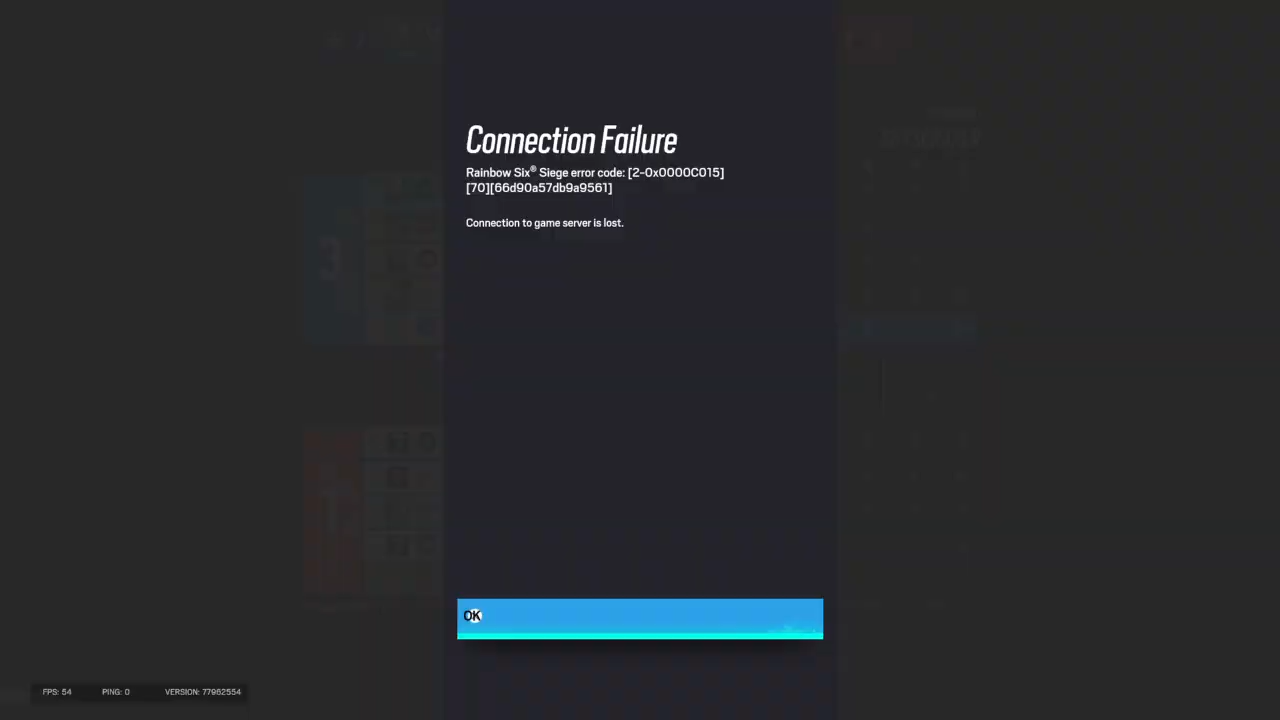 Connection Failure
Rainbow Six® Siege error code: [2-0x0000C015]
[70][66d90a57db9a9561]
Connection to game server is lost.
OK
FPS: 54 PING: 0 VERSION: 77962554